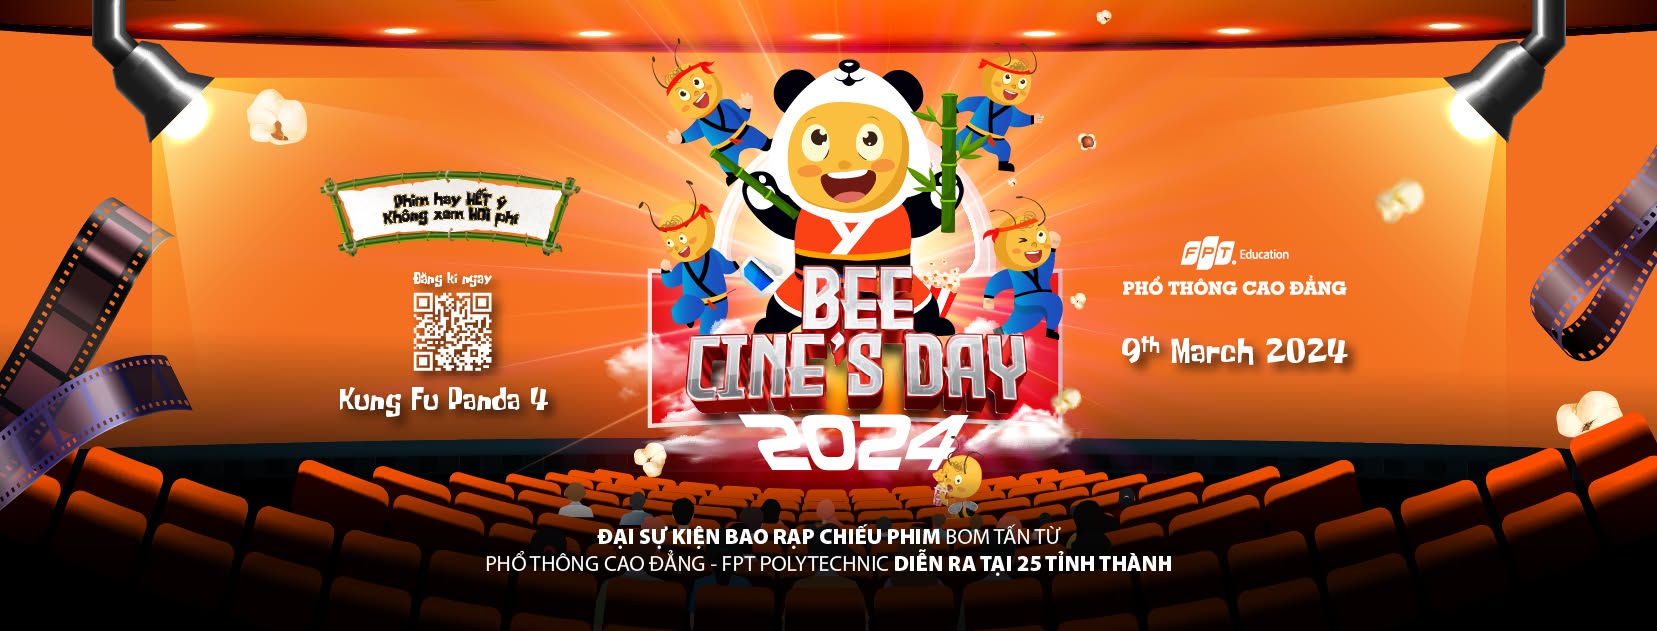 Phim hay HẾT ý
Không xem HƠI phí
Đăng kí ngay
Kung Fu Panda 4
BEE
CINE'S DAY
2024
FPT Education
PHỔ THÔNG CAO ĐẲNG
9th March 2024
ĐẠI SỰ KIỆN BAO RẠP CHIẾU PHIM BOM TẤN TỪ
PHỔ THÔNG CAO ĐẲNG - FPT POLYTECHNIC DIỄN RA TẠI 25 TỈNH THÀNH